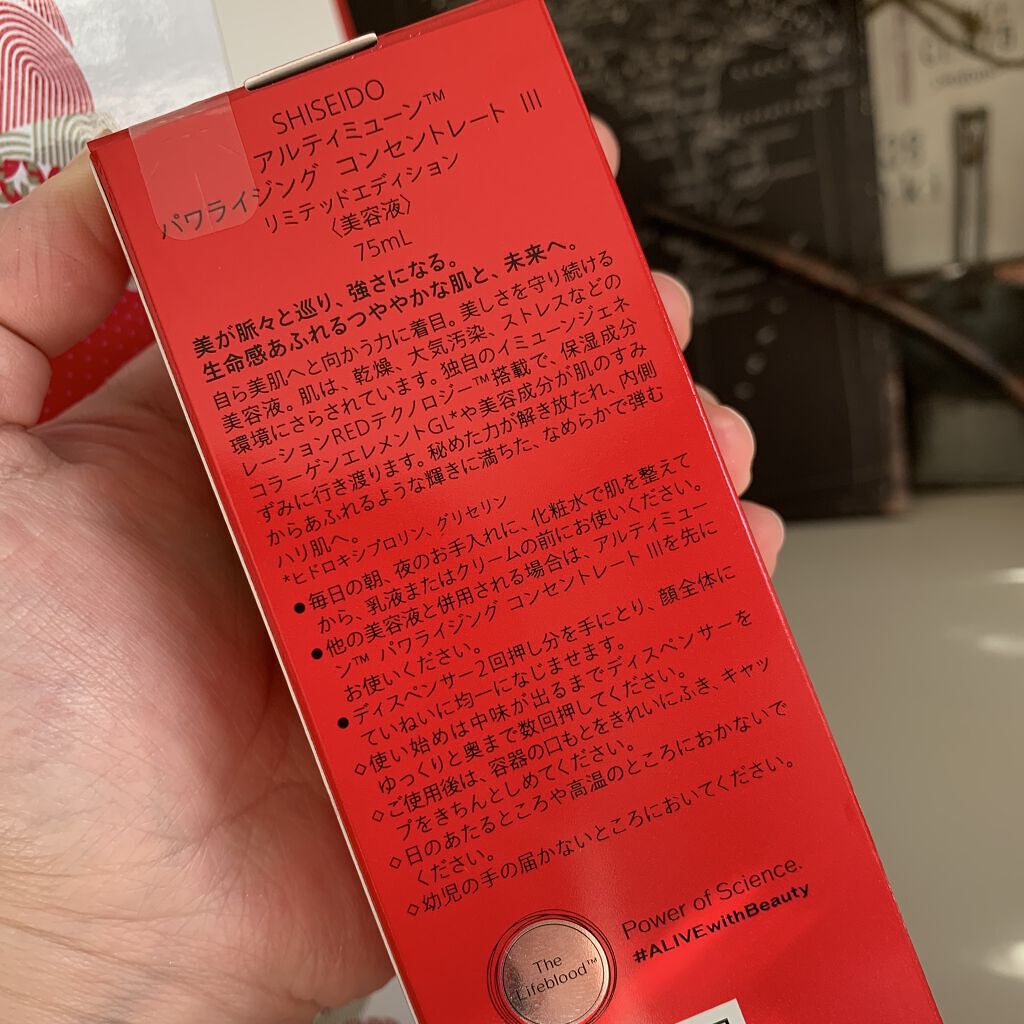 SHISEIDO
アルティミューン™
パワライジング コンセントレート III
リミテッドエディション
〈美容液〉
75mL
美が脈々と巡り、強さになる。
生命感あふれるつややかな肌と、未来へ。
自ら美肌へと向かう力に着目。美しさを守り続ける
美容液。肌は、乾燥、大気汚染、ストレスなどの
環境にさらされています。独自のイミューンジェネ
レーションREDテクノロジー™搭載で、保湿成分
コラーゲンエレメントGL*や美容成分が肌のすみ
ずみに行き渡ります。秘めた力が解き放たれ、内側
からあふれるような輝きに満ちた、なめらかで弾む
ハリ肌へ。
*ヒドロキシプロリン、グリセリン
●毎日の朝、夜のお手入れに、化粧水で肌を整えて
から、乳液またはクリームの前にお使いください。
●他の美容液と併用される場合は、アルティミュー
ン™ パワライジング コンセントレート IIIを先に
お使いください。
●ディスペンサー2回押し分を手にとり、顔全体に
ていねいに均一になじませます。
◇使い始めは中味が出るまでディスペンサーを
ゆっくりと奥まで数回押してください。
◇ご使用後は、容器の口もとをきれいにふき、キャッ
プをきちんとしめてください。
◇日のあたるところや高温のところにおかないで
ください。
◇幼児の手の届かないところにおいてください。
Power of Science.
#ALIVEwithBeauty
The
Lifeblood™